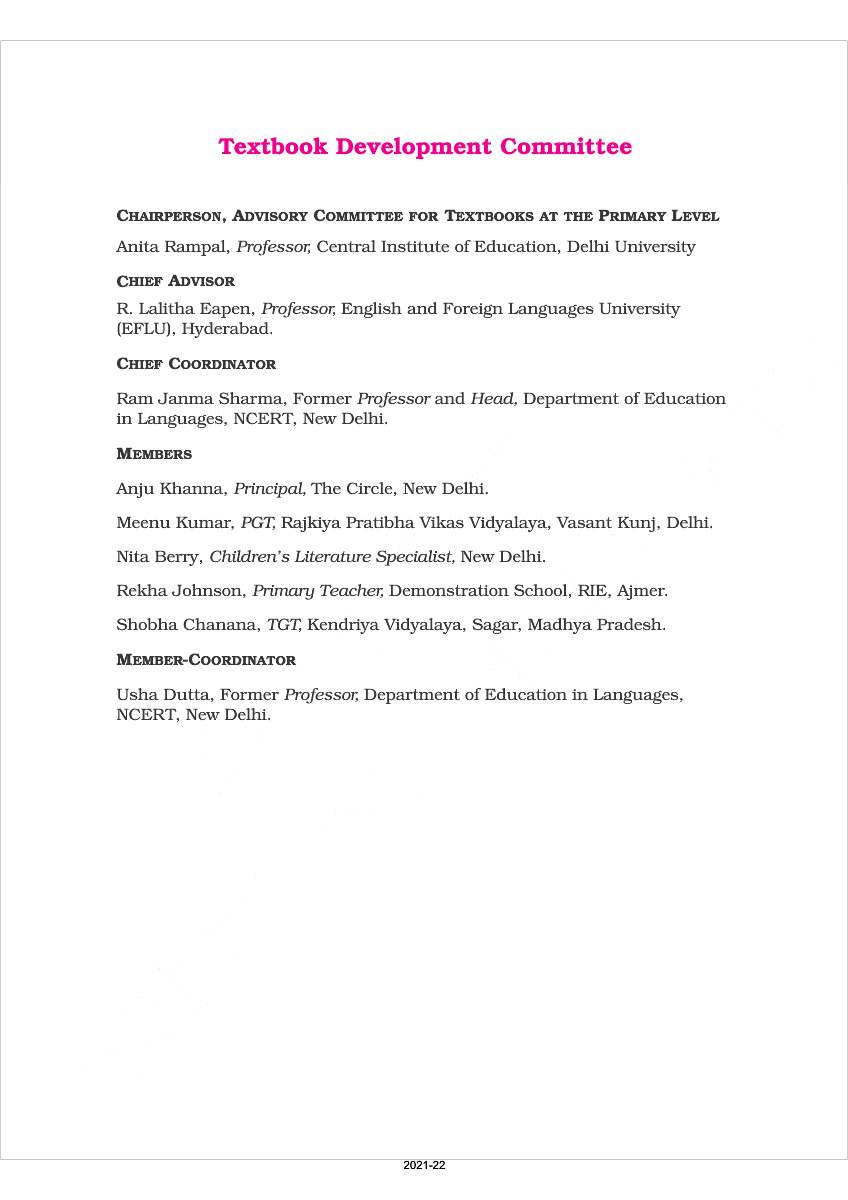 Textbook Development Committee
Chairperson, Advisory Committee for Textbooks at the Primary Level
Anita Rampal, Professor, Central Institute of Education, Delhi University
Chief Advisor
R. Lalitha Eapen, Professor, English and Foreign Languages University
(EFLU), Hyderabad.
Chief Coordinator
Ram Janma Sharma, Former Professor and Head, Department of Education
in Languages, NCERT, New Delhi.
Members
Anju Khanna, Principal, The Circle, New Delhi.
Meenu Kumar, PGT, Rajkiya Pratibha Vikas Vidyalaya, Vasant Kunj, Delhi.
Nita Berry, Children’s Literature Specialist, New Delhi.
Rekha Johnson, Primary Teacher, Demonstration School, RIE, Ajmer.
Shobha Chanana, TGT, Kendriya Vidyalaya, Sagar, Madhya Pradesh.
Member-Coordinator
Usha Dutta, Former Professor, Department of Education in Languages,
NCERT, New Delhi.
2021-22